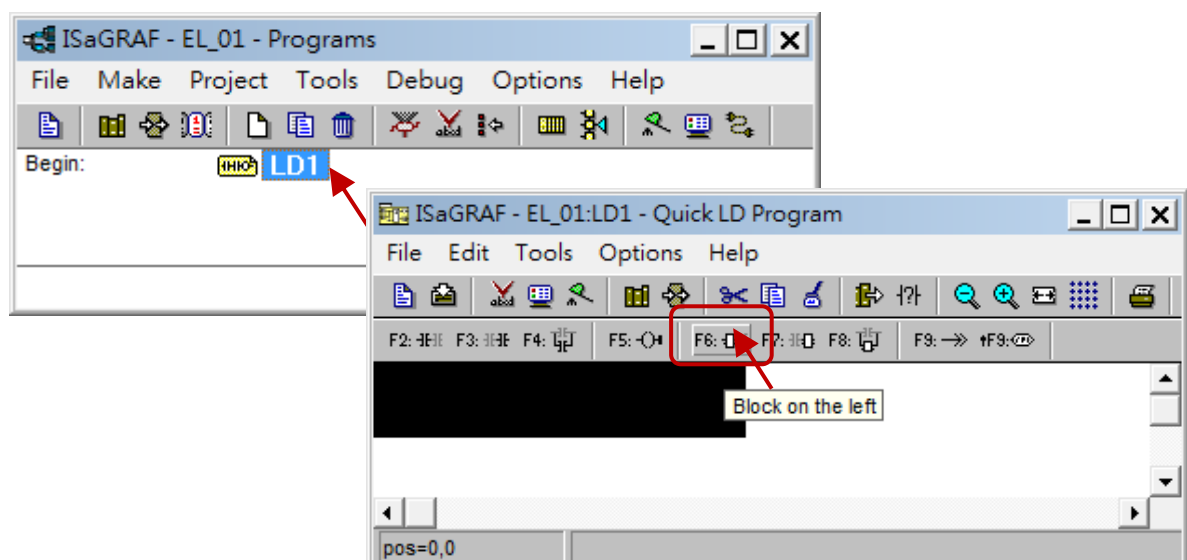 ISaGRAF - EL_01 - Programs
File Make Project Tools Debug Options Help
Begin: LD1
ISaGRAF - EL_01:LD1 - Quick LD Program
File Edit Tools Options Help
F2: F3: F4: F5: F6: F7: F8: F9: F9:
Block on the left
pos=0,0